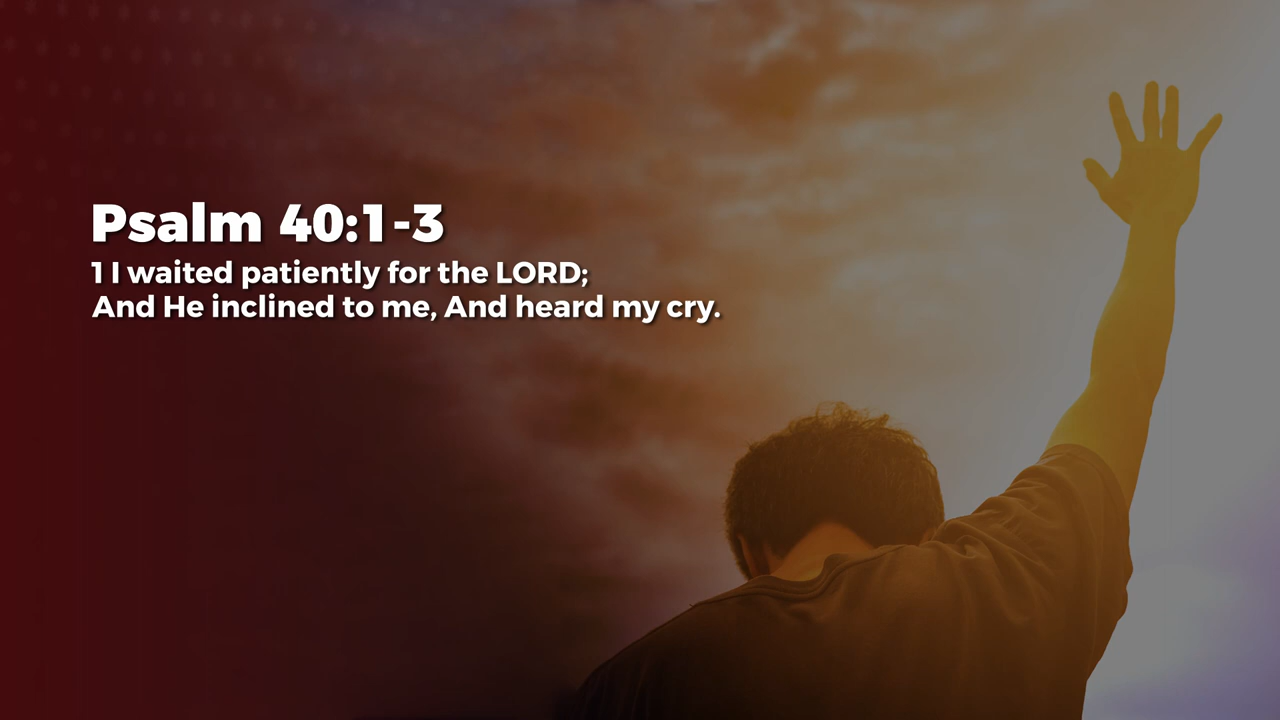 Psalm 40:1-3
1 I waited patiently for the LORD;
And He inclined to me, And heard my cry.